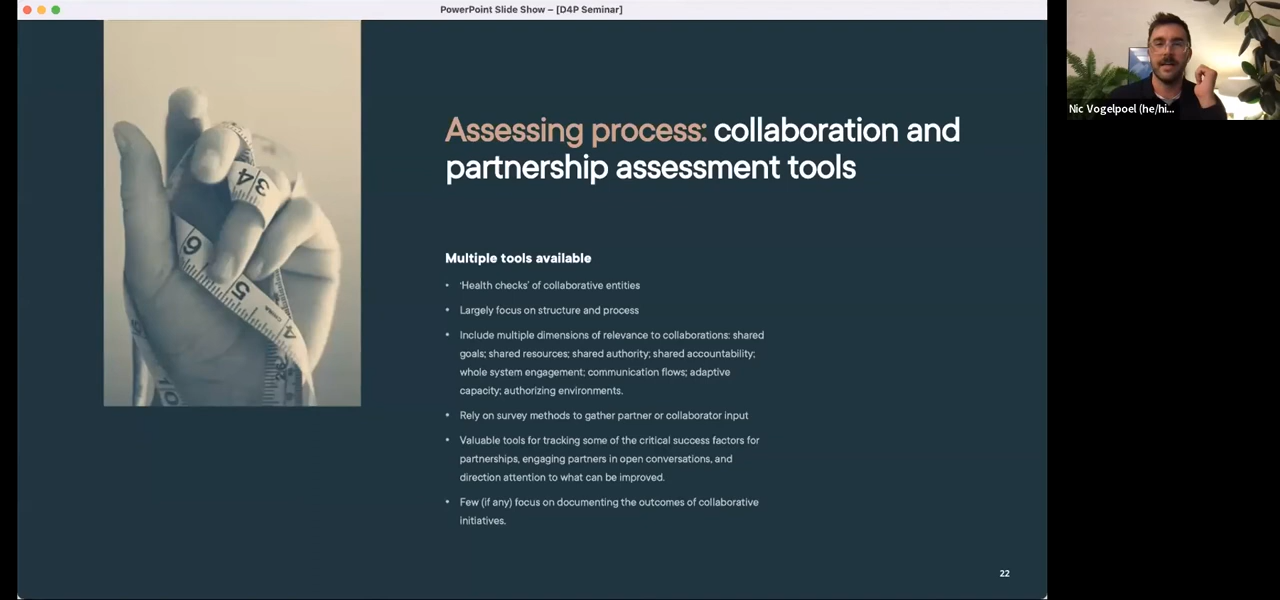 PowerPoint Slide Show – [D4P Seminar]
Assessing process: collaboration and
partnership assessment tools
Multiple tools available
• 'Health checks' of collaborative entities
• Largely focus on structure and process
• Include multiple dimensions of relevance to collaborations: shared
goals; shared resources; shared authority; shared accountability;
whole system engagement; communication flows; adaptive
capacity; authorizing environments.
• Rely on survey methods to gather partner or collaborator input
• Valuable tools for tracking some of the critical success factors for
partnerships, engaging partners in open conversations, and
direction attention to what can be improved.
• Few (if any) focus on documenting the outcomes of collaborative
initiatives.
22
Nic Vogelpoel (he/hi...
34
6
5
4
10